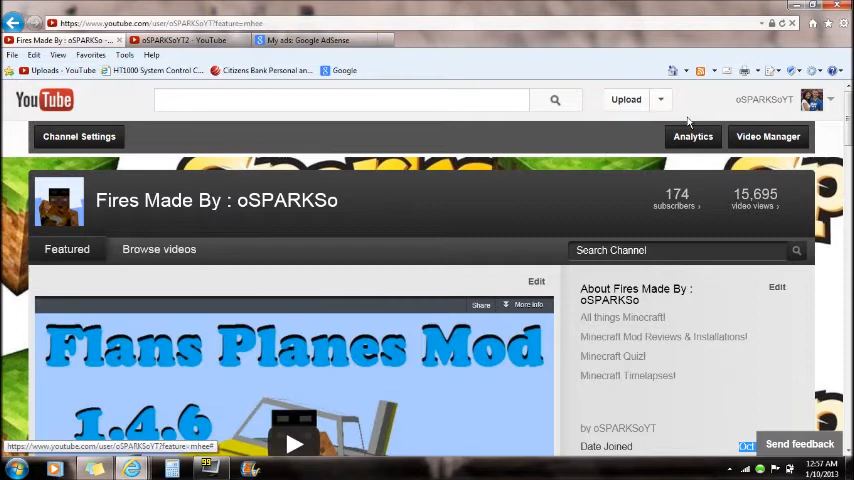 https://www.youtube.com/user/oSPARKSoYT?feature=mhee
Fires Made By : oSPARKSo -...
oSPARKSoYT2 - YouTube
My ads: Google AdSense
File Edit View Favorites Tools Help
Uploads - YouTube
HT1000 System Control C...
Citizens Bank Personal an...
Google
YouTube
Upload
oSPARKSoYT
Channel Settings
Analytics
Video Manager
Fires Made By : oSPARKSo
174
subscribers ›
15,695
video views ›
Featured
Browse videos
Search Channel
Edit
Share
More info
Flans Planes Mod
1.4.6
About Fires Made By :
oSPARKSo
Edit
All things Minecraft!
Minecraft Mod Reviews & Installations!
Minecraft Quiz!
Minecraft Timelapses!
by oSPARKSoYT
Date Joined
Oct
Send feedback
https://www.youtube.com/user/oSPARKSoYT?feature=mhee#
99
12:57 AM
1/10/2013